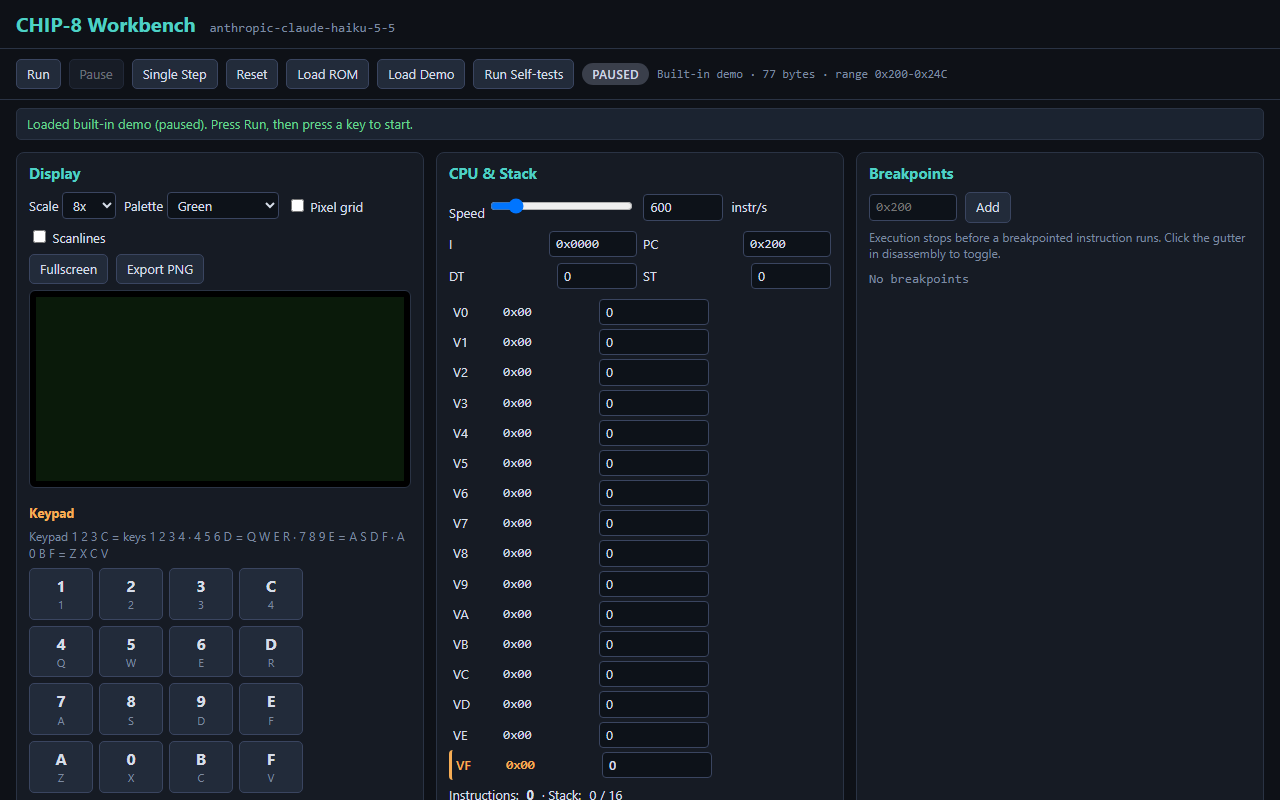 CHIP-8 Workbench anthropic-claude-haiku-5-5
Run Pause Single Step Reset Load ROM Load Demo Run Self-tests PAUSED Built-in demo · 77 bytes · range 0x200-0x24C
Loaded built-in demo (paused). Press Run, then press a key to start.
Display
Scale 8x Palette Green Pixel grid
Scanlines
Fullscreen Export PNG
Keypad
Keypad 1 2 3 C = keys 1 2 3 4 · 4 5 6 D = Q W E R · 7 8 9 E = A S D F · A
0 B F = Z X C V
1 2 3 C
1 2 3 4
4 5 6 D
Q W E R
7 8 9 E
A S D F
A 0 B F
Z X C V
CPU & Stack
Speed 600 instr/s
I 0x0000 PC 0x200
DT 0 ST 0
V0 0x00 0
V1 0x00 0
V2 0x00 0
V3 0x00 0
V4 0x00 0
V5 0x00 0
V6 0x00 0
V7 0x00 0
V8 0x00 0
V9 0x00 0
VA 0x00 0
VB 0x00 0
VC 0x00 0
VD 0x00 0
VE 0x00 0
VF 0x00 0
Instructions: 0 · Stack: 0 / 16
Breakpoints
0x200 Add
Execution stops before a breakpointed instruction runs. Click the gutter
in disassembly to toggle.
No breakpoints